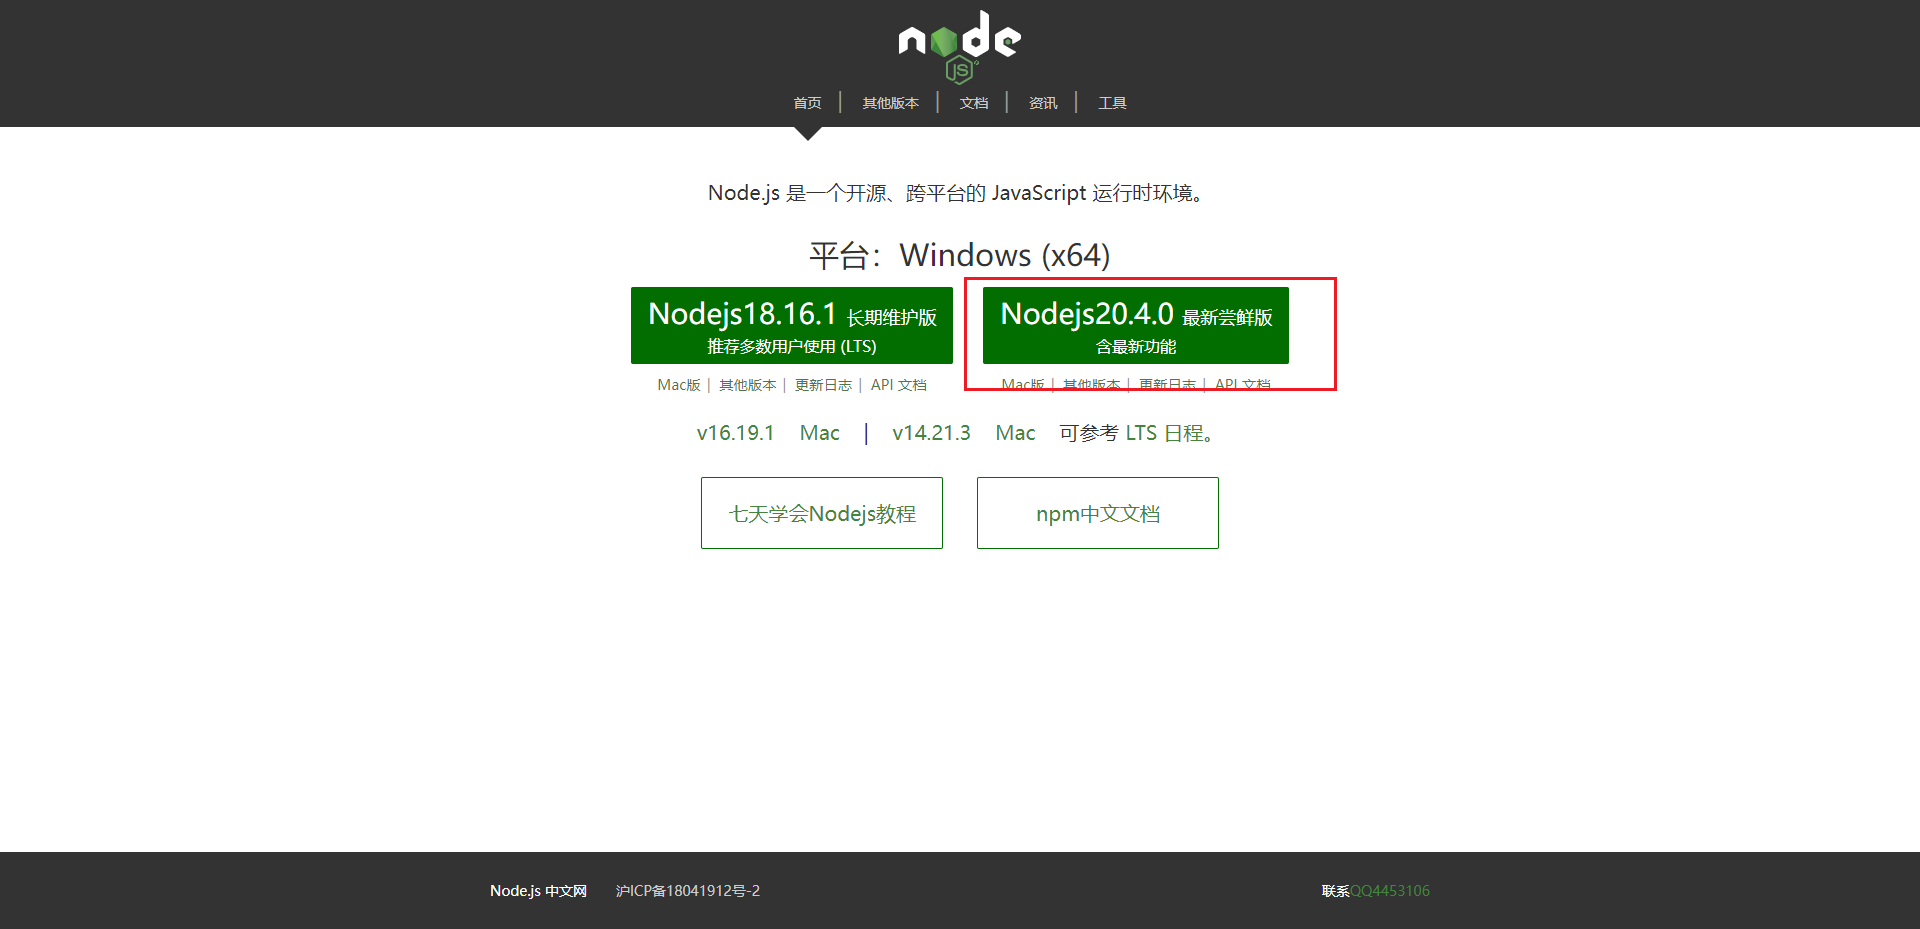 node
JS
首页 | 其他版本 | 文档 | 资讯 | 工具
Node.js 是一个开源、跨平台的 JavaScript 运行时环境。
平台：Windows (x64)
Nodejs18.16.1 长期维护版
推荐多数用户使用 (LTS)
Mac版 | 其他版本 | 更新日志 | API 文档
Nodejs20.4.0 最新尝鲜版
含最新功能
Mac版 | 其他版本 | 更新日志 | API 文档
v16.19.1 Mac | v14.21.3 Mac 可参考 LTS 日程。
七天学会Nodejs教程
npm中文文档
Node.js 中文网 沪ICP备18041912号-2
联系QQ4453106